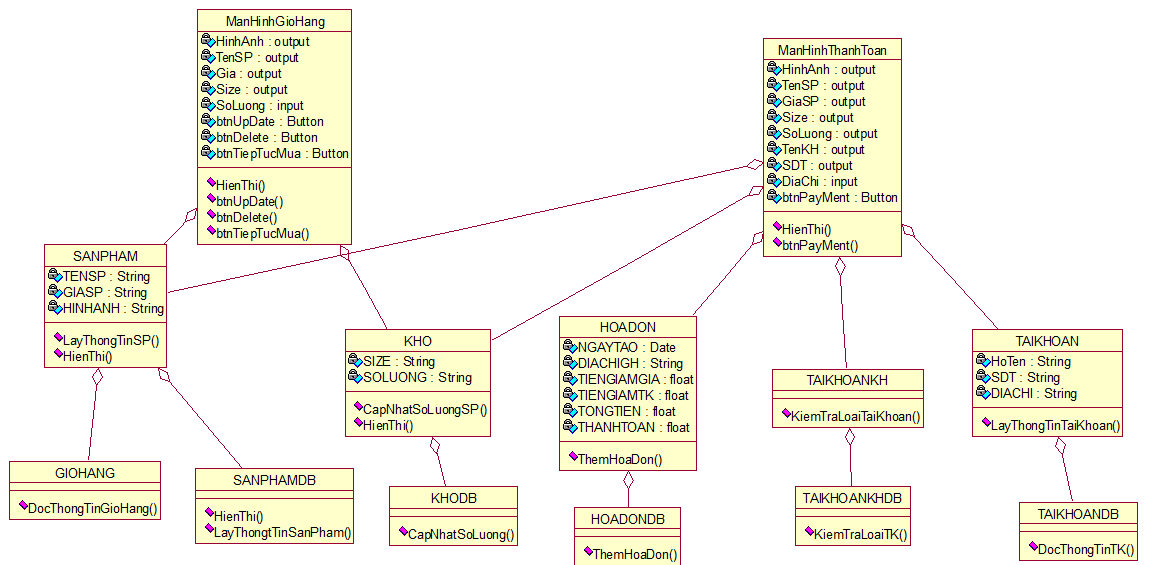 ManHinhGioHang
HinhAnh : output
TenSP : output
Gia : output
Size : output
SoLuong : input
btnUpDate : Button
btnDelete : Button
btnTiepTucMua : Button
HienThi()
btnUpDate()
btnDelete()
btnTiepTucMua()
ManHinhThanhToan
HinhAnh : output
TenSP : output
GiaSP : output
Size : output
SoLuong : output
TenKH : output
SDT : output
DiaChi : input
btnPayMent : Button
HienThi()
btnPayMent()
SANPHAM
TENSP : String
GIASP : String
HINHANH : String
LayThongTinSP()
HienThi()
KHO
SIZE : String
SOLUONG : String
CapNhatSoLuongSP()
HienThi()
HOADON
NGAYTAO : Date
DIACHIGH : String
TIENGIAMGIA : float
TIENGIAMTK : float
TONGTIEN : float
THANHTOAN : float
ThemHoaDon()
TAIKHOANKH
KiemTraLoaiTaiKhoan()
TAIKHOAN
HoTen : String
SDT : String
DIACHI : String
LayThongTinTaiKhoan()
GIOHANG
DocThongTinGioHang()
SANPHAMDB
HienThi()
LayThongtTinSanPham()
KHODB
CapNhatSoLuong()
HOADONDB
ThemHoaDon()
TAIKHOANKHDB
KiemTraLoaiTK()
TAIKHOANDB
DocThongTinTK()